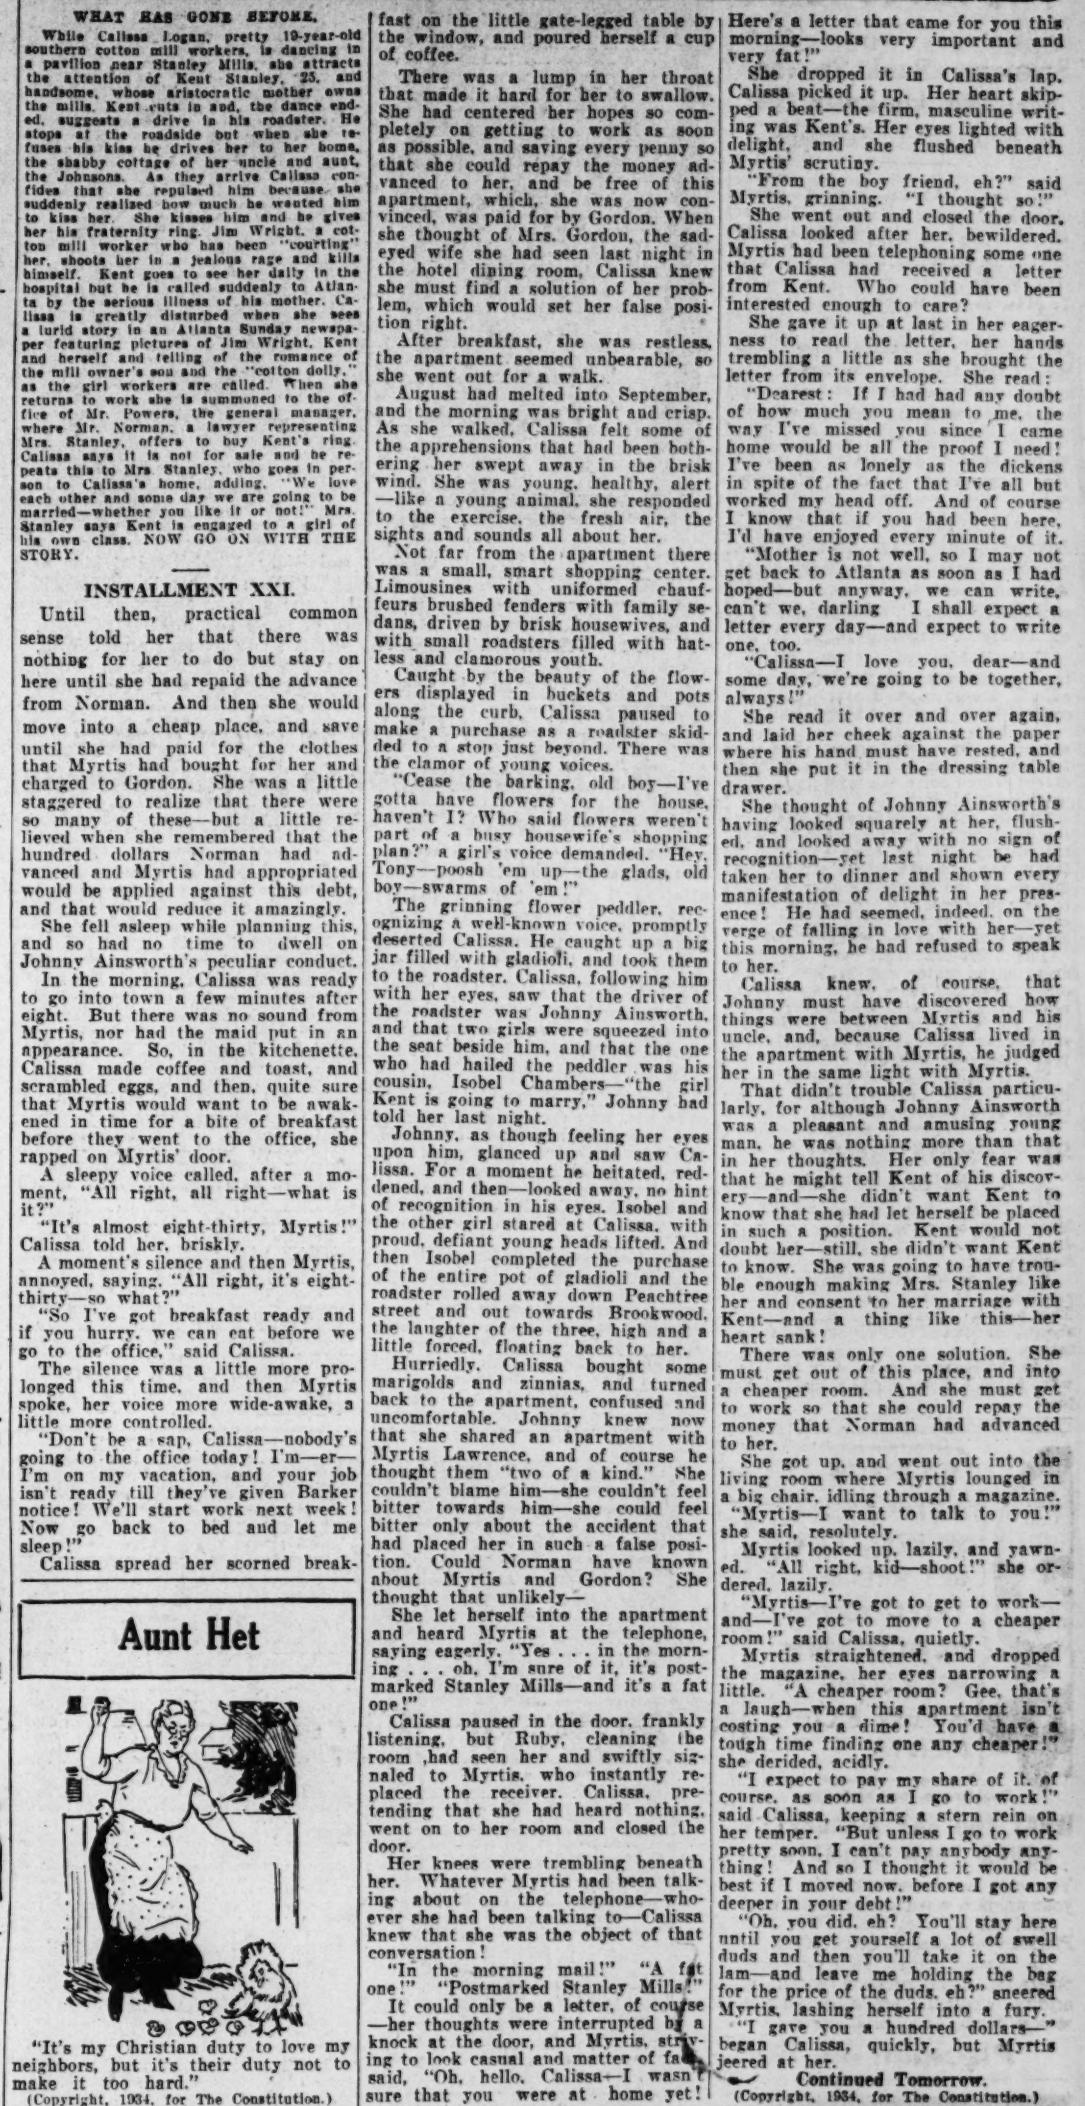 WHAT HAS GONE BEFORE.
While Calissa Logan, pretty 19-year-old
southern cotton mill workers, is dancing in
a pavilion near Stanley Mills, she attracts
the attention of Kent Stanley, 25, and
handsome, whose aristocratic mother owns
the mills. Kent cuts in and, the dance end-
ed, suggests a drive in his roadster. He
stops at the roadside but when she re-
fuses his kiss he drives her to her home,
the shabby cottage of her uncle and aunt,
the Johnsons. As they arrive Calissa con-
fides that she repulsed him because she
suddenly realized how much he wanted him
to kiss her. She kisses him and he gives
her his fraternity ring. Jim Wright, a cot-
ton mill worker who has been "courting"
her, shoots her in a jealous rage and kills
himself. Kent goes to see her daily in the
hospital but he is called suddenly to Atlan-
ta by the serious illness of his mother. Ca-
lissa is greatly disturbed when she sees
a lurid story in an Atlanta Sunday newspa-
per featuring pictures of Jim Wright, Kent
and herself and telling of the romance of
the mill owner's son and the "cotton dolly,"
as the girl workers are called. When she
returns to work she is summoned to the of-
fice of Mr. Powers, the general manager,
where Mr. Norman, a lawyer representing
Mrs. Stanley, offers to buy Kent's ring.
Calissa says it is not for sale and he re-
peats this to Mrs. Stanley, who goes in per-
son to Calissa's home, adding, "We love
each other and some day we are going to be
married—whether you like it or not!" Mrs.
Stanley says Kent is engaged to a girl of
his own class. NOW GO ON WITH THE
STORY.
INSTALLMENT XXI.
Until then, practical common
sense told her that there was
nothing for her to do but stay on
here until she had repaid the advance
from Norman. And then she would
move into a cheap place, and save
until she had paid for the clothes
that Myrtis had bought for her and
charged to Gordon. She was a little
staggered to realize that there were
so many of these—but a little re-
lieved when she remembered that the
hundred dollars Norman had ad-
vanced and Myrtis had appropriated
would be applied against this debt,
and that would reduce it amazingly.
She fell asleep while planning this,
and so had no time to dwell on
Johnny Ainsworth's peculiar conduct.
In the morning, Calissa was ready
to go into town a few minutes after
eight. But there was no sound from
Myrtis, nor had the maid put in an
appearance. So, in the kitchenette,
Calissa made coffee and toast, and
scrambled eggs, and then, quite sure
that Myrtis would want to be awak-
ened in time for a bite of breakfast
before they went to the office, she
rapped on Myrtis' door.
A sleepy voice called, after a mo-
ment, "All right, all right—what is
it?"
"It's almost eight-thirty, Myrtis!"
Calissa told her, briskly.
A moment's silence and then Myrtis,
annoyed, saying, "All right, it's eight-
thirty—so what?"
"So I've got breakfast ready and
if you hurry, we can eat before we
go to the office," said Calissa.
The silence was a little more pro-
longed this time, and then Myrtis
spoke, her voice more wide-awake, a
little more controlled.
"Don't be a sap, Calissa—nobody's
going to the office today! I'm—er—
I'm on my vacation, and your job
isn't ready till they've given Barker
notice! We'll start work next week!
Now go back to bed and let me
sleep!"
Calissa spread her scorned break-
fast on the little gate-legged table by
the window, and poured herself a cup
of coffee.
There was a lump in her throat
that made it hard for her to swallow.
She had centered her hopes so com-
pletely on getting to work as soon
as possible, and saving every penny so
that she could repay the money ad-
vanced to her, and be free of this
apartment, which, she was now con-
vinced, was paid for by Gordon. When
she thought of Mrs. Gordon, the sad-
eyed wife she had seen last night in
the hotel dining room, Calissa knew
she must find a solution of her prob-
lem, which would set her false posi-
tion right.
After breakfast, she was restless,
the apartment seemed unbearable, so
she went out for a walk.
August had melted into September,
and the morning was bright and crisp.
As she walked, Calissa felt some of
the apprehensions that had been both-
ering her swept away in the brisk
wind. She was young, healthy, alert
—like a young animal, she responded
to the exercise, the fresh air, the
sights and sounds all about her.
Not far from the apartment there
was a small, smart shopping center.
Limousines with uniformed chauf-
feurs brushed fenders with family se-
dans, driven by brisk housewives, and
with small roadsters filled with hat-
less and clamorous youth.
Caught by the beauty of the flow-
ers displayed in buckets and pots
along the curb, Calissa paused to
make a purchase as a roadster skid-
ded to a stop just beyond. There was
the clamor of young voices.
"Cease the barking, old boy—I've
gotta have flowers for the house,
haven't I? Who said flowers weren't
part of a busy housewife's shopping
plan?" a girl's voice demanded. "Hey,
Tony—poosh 'em up—the glads, old
boy—swarms of 'em!"
The grinning flower peddler, rec-
ognizing a well-known voice, promptly
deserted Calissa. He caught up a big
jar filled with gladioli, and took them
to the roadster. Calissa, following him
with her eyes, saw that the driver of
the roadster was Johnny Ainsworth,
and that two girls were squeezed into
the seat beside him, and that the one
who had hailed the peddler was his
cousin, Isobel Chambers—"the girl
Kent is going to marry," Johnny had
told her last night.
Johnny, as though feeling her eyes
upon him, glanced up and saw Ca-
lissa. For a moment he heitated, red-
dened, and then—looked away, no hint
of recognition in his eyes. Isobel and
the other girl stared at Calissa, with
proud, defiant young heads lifted. And
then Isobel completed the purchase
of the entire pot of gladioli and the
roadster rolled away down Peachtree
street and out towards Brookwood,
the laughter of the three, high and a
little forced, floating back to her.
Hurriedly, Calissa bought some
marigolds and zinnias, and turned
back to the apartment, confused and
uncomfortable. Johnny knew now
that she shared an apartment with
Myrtis Lawrence, and of course he
thought them "two of a kind." She
couldn't blame him—she couldn't feel
bitter towards him—she could feel
bitter only about the accident that
had placed her in such a false posi-
tion. Could Norman have known
about Myrtis and Gordon? She
thought that unlikely—
She let herself into the apartment
and heard Myrtis at the telephone,
saying eagerly, "Yes . . . in the morn-
ing . . . oh, I'm sure of it, it's post-
marked Stanley Mills—and it's a fat
one!"
Calissa paused in the door, frankly
listening, but Ruby, cleaning the
room ,had seen her and swiftly sig-
naled to Myrtis, who instantly re-
placed the receiver. Calissa, pre-
tending that she had heard nothing,
went on to her room and closed the
door.
Her knees were trembling beneath
her. Whatever Myrtis had been talk-
ing about on the telephone—who-
ever she had been talking to—Calissa
knew that she was the object of that
conversation!
"In the morning mail!" "A fat
one!" "Postmarked Stanley Mills!"
It could only be a letter, of course
—her thoughts were interrupted by a
knock at the door, and Myrtis, striv-
ing to look casual and matter of fact,
said, "Oh, hello, Calissa—I wasn't
sure that you were at home yet!
Here's a letter that came for you this
morning—looks very important and
very fat!"
She dropped it in Calissa's lap.
Calissa picked it up. Her heart skip-
ped a beat—the firm, masculine writ-
ing was Kent's. Her eyes lighted with
delight, and she flushed beneath
Myrtis' scrutiny.
"From the boy friend, eh?" said
Myrtis, grinning. "I thought so!"
She went out and closed the door.
Calissa looked after her, bewildered.
Myrtis had been telephoning some one
that Calissa had received a letter
from Kent. Who could have been
interested enough to care?
She gave it up at last in her eager-
ness to read the letter, her hands
trembling a little as she brought the
letter from its envelope. She read:
"Dearest: If I had had any doubt
of how much you mean to me, the
way I've missed you since I came
home would be all the proof I need!
I've been as lonely as the dickens
in spite of the fact that I've all but
worked my head off. And of course
I know that if you had been here,
I'd have enjoyed every minute of it.
"Mother is not well, so I may not
get back to Atlanta as soon as I had
hoped—but anyway, we can write,
can't we, darling I shall expect a
letter every day—and expect to write
one, too.
"Calissa—I love you, dear—and
some day, we're going to be together,
always!"
She read it over and over again,
and laid her cheek against the paper
where his hand must have rested, and
then she put it in the dressing table
drawer.
She thought of Johnny Ainsworth's
having looked squarely at her, flush-
ed, and looked away with no sign of
recognition—yet last night he had
taken her to dinner and shown every
manifestation of delight in her pres-
ence! He had seemed, indeed, on the
verge of falling in love with her—yet
this morning, he had refused to speak
to her.
Calissa knew, of course, that
Johnny must have discovered how
things were between Myrtis and his
uncle, and, because Calissa lived in
the apartment with Myrtis, he judged
her in the same light with Myrtis.
That didn't trouble Calissa particu-
larly, for although Johnny Ainsworth
was a pleasant and amusing young
man, he was nothing more than that
in her thoughts. Her only fear was
that he might tell Kent of his discov-
ery—and—she didn't want Kent to
know that she had let herself be placed
in such a position. Kent would not
doubt her—still, she didn't want Kent
to know. She was going to have trou-
ble enough making Mrs. Stanley like
her and consent to her marriage with
Kent—and a thing like this—her
heart sank!
There was only one solution. She
must get out of this place, and into
a cheaper room. And she must get
to work so that she could repay the
money that Norman had advanced
to her.
She got up, and went out into the
living room where Myrtis lounged in
a big chair, idling through a magazine.
"Myrtis—I want to talk to you!"
she said, resolutely.
Myrtis looked up, lazily, and yawn-
ed. "All right, kid—shoot!" she or-
dered, lazily.
"Myrtis—I've got to get to work—
and—I've got to move to a cheaper
room!" said Calissa, quietly.
Myrtis straightened, and dropped
the magazine, her eyes narrowing a
little. "A cheaper room? Gee, that's
a laugh—when this apartment isn't
costing you a dime! You'd have a
tough time finding one any cheaper!"
she derided, acidly.
"I expect to pay my share of it, of
course, as soon as I go to work!"
said Calissa, keeping a stern rein on
her temper. "But unless I go to work
pretty soon, I can't pay anybody any-
thing! And so I thought it would be
best if I moved now, before I got any
deeper in your debt!"
"Oh, you did, eh? You'll stay here
until you get yourself a lot of swell
duds and then you'll take it on the
lam—and leave me holding the bag
for the price of the duds, eh?" sneered
Myrtis, lashing herself into a fury.
"I gave you a hundred dollars—"
began Calissa, quickly, but Myrtis
jeered at her.
Continued Tomorrow.
(Copyright, 1934, for The Constitution.)
Aunt Het
"It's my Christian duty to love my
neighbors, but it's their duty not to
make it too hard."
(Copyright, 1934, for The Constitution.)